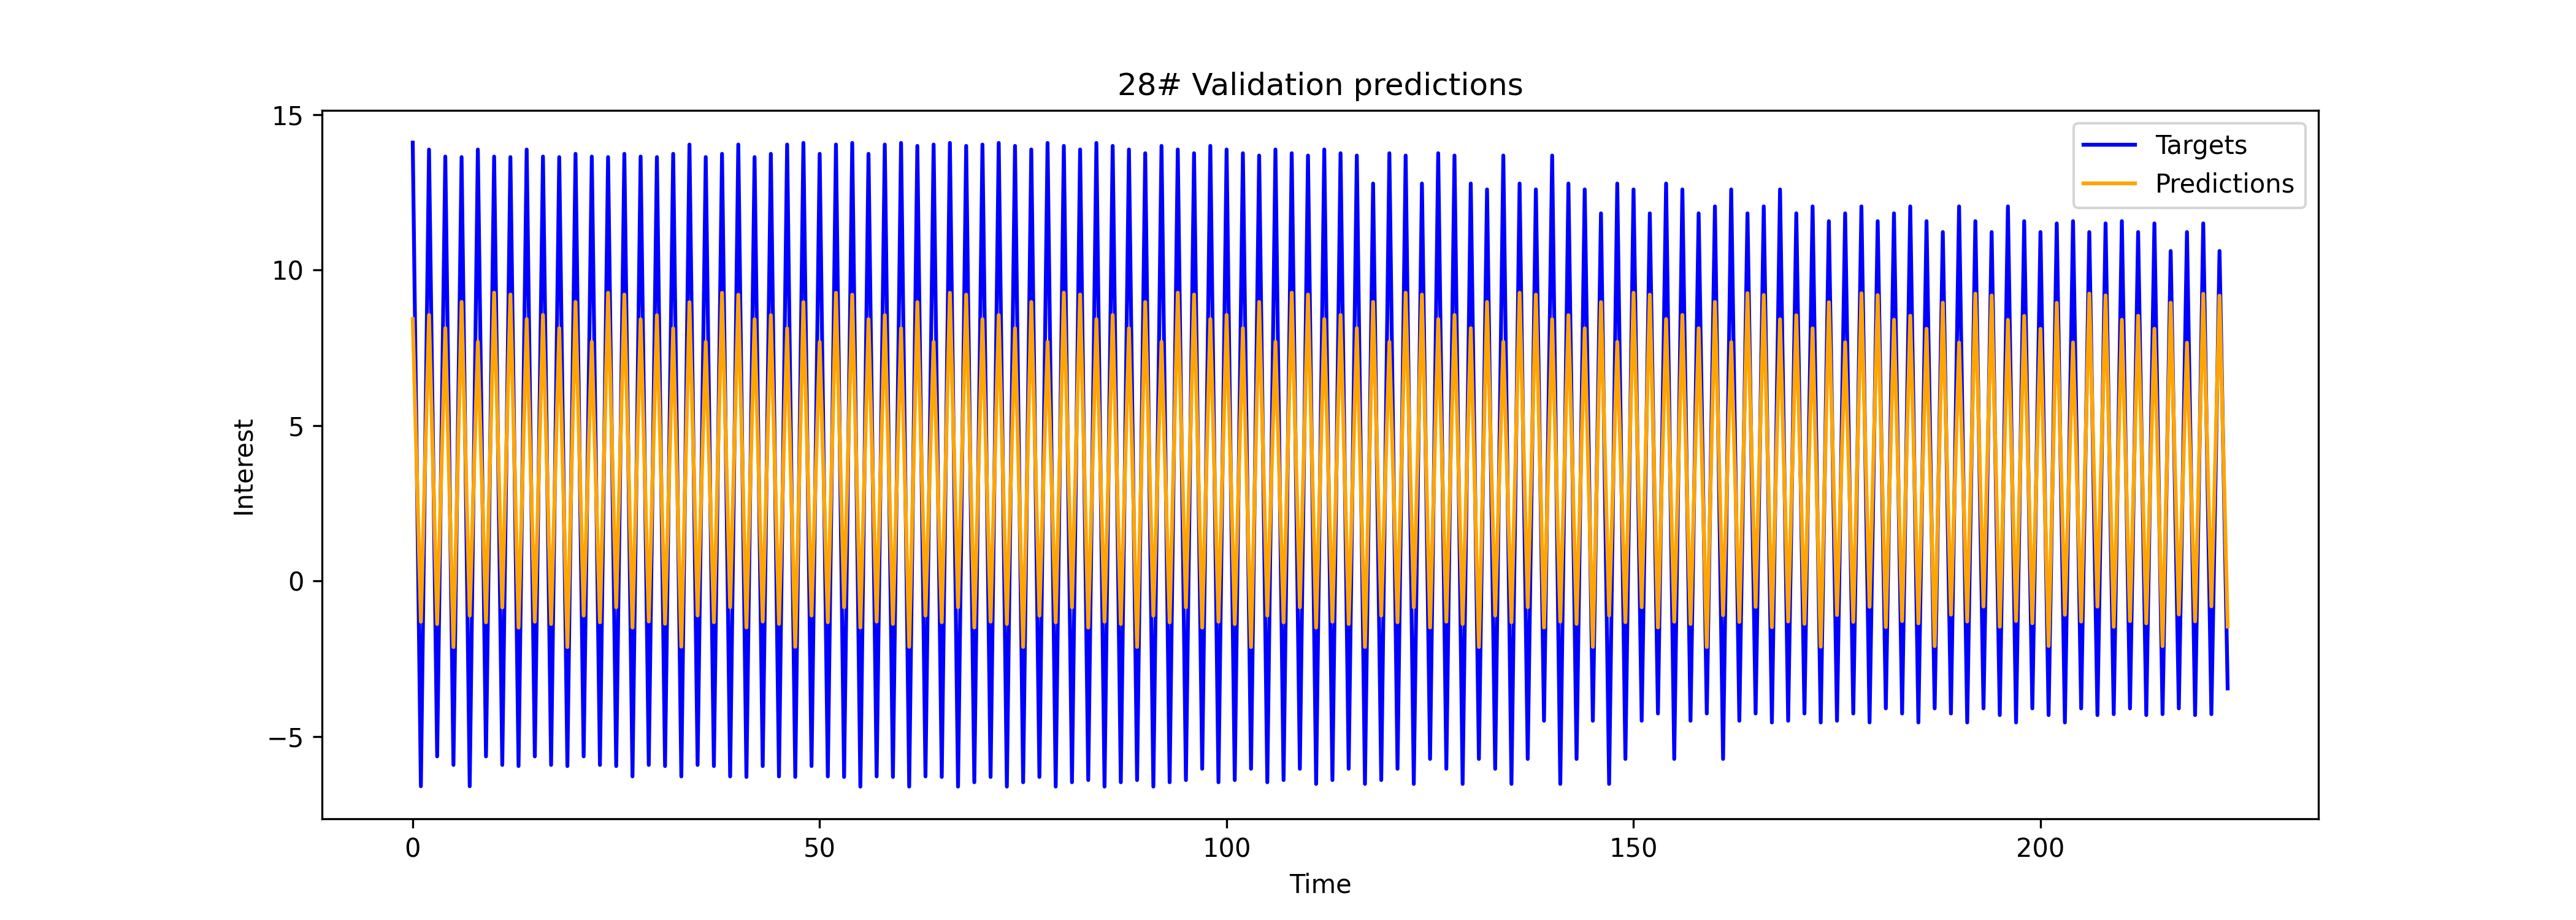 28# Validation predictions
15
10
5
0
−5
Interest
0
50
100
150
200
Time
Targets
Predictions